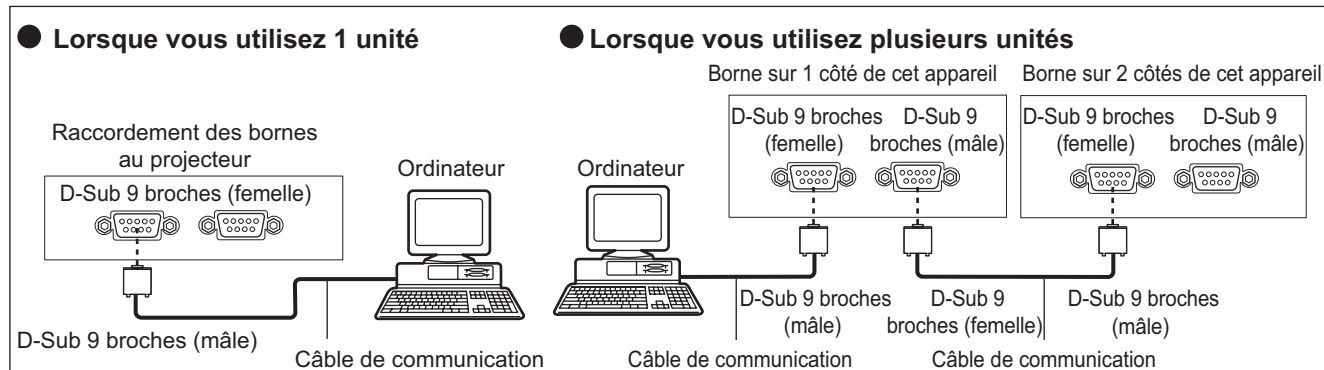 ● Lorsque vous utilisez 1 unité
Raccordement des bornes
au projecteur
D-Sub 9 broches (femelle)
Ordinateur
D-Sub 9 broches (mâle)
Câble de communication
● Lorsque vous utilisez plusieurs unités
Borne sur 1 côté de cet appareil
Borne sur 2 côtés de cet appareil
D-Sub 9 broches
(femelle)
D-Sub 9
broches (mâle)
D-Sub 9 broches
(femelle)
D-Sub 9
broches (mâle)
Ordinateur
D-Sub 9 broches
(mâle)
D-Sub 9
broches (femelle)
D-Sub 9 broches
(mâle)
Câble de communication
Câble de communication